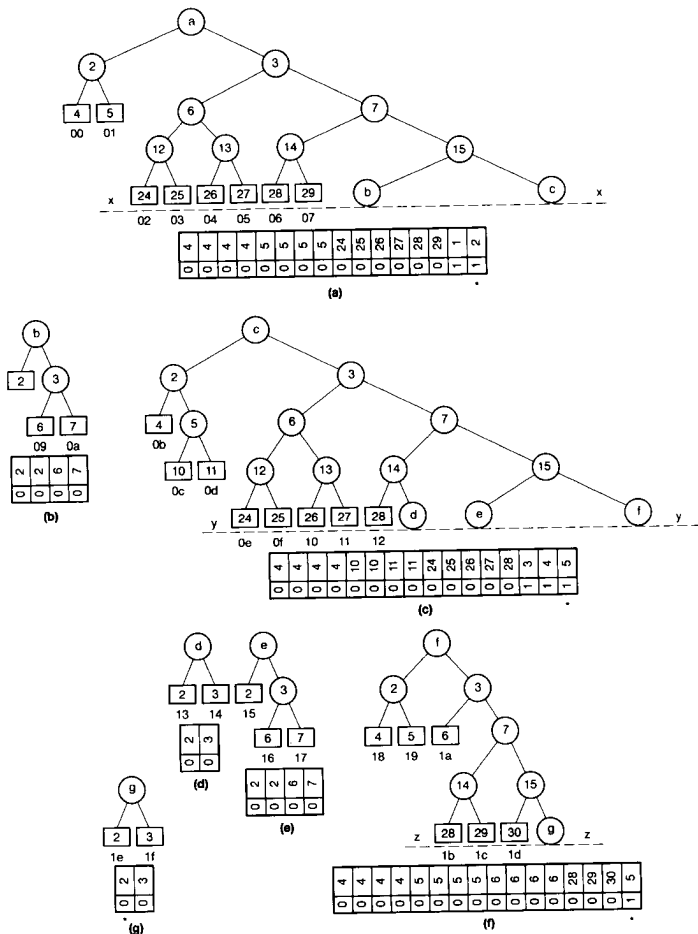 a
2 3
4 5 6 7
00 01
12 13 14 15
x 24 25 26 27 28 29 b c x
02 03 04 05 06 07
4 4 4 4 5 5 5 5 24 25 26 27 28 29 1 2
0 0 0 0 0 0 0 0 0 0 0 0 0 0 1 1
(a)
b
2 3
6 7
09 0a
2 2 6 7
0 0 0 0
(b)
c
2 3
4 5 6 7
0b
10 11 12 13 14 15
0c 0d
y 24 25 26 27 28 d e f y
0e 0f 10 11 12
4 4 4 4 10 10 11 11 24 25 26 27 28 3 4 5
0 0 0 0 0 0 0 0 0 0 0 0 0 1 1 1
(c)
d
2 3
13 14
2 3
0 0
(d)
e
2 3
15
6 7
16 17
2 2 6 7
0 0 0 0
(e)
f
2 3
4 5 6 7
18 19 1a
14 15
z 28 29 30 g z
1b 1c 1d
4 4 4 4 5 5 5 5 6 6 6 6 28 29 30 5
0 0 0 0 0 0 0 0 0 0 0 0 0 0 0 1
(f)
g
2 3
1e 1f
2 3
0 0
(g)